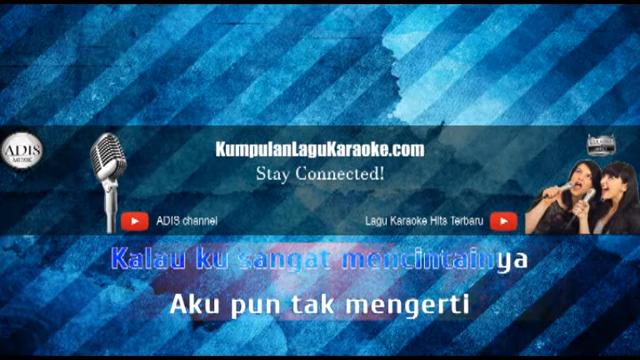 KumpulanLaguKaraoke.com
Stay Connected!
ADIS
MUSIK
ADIS channel
Lagu Karaoke Hits Terbaru
Kalau ku sangat mencintainya
Aku pun tak mengerti